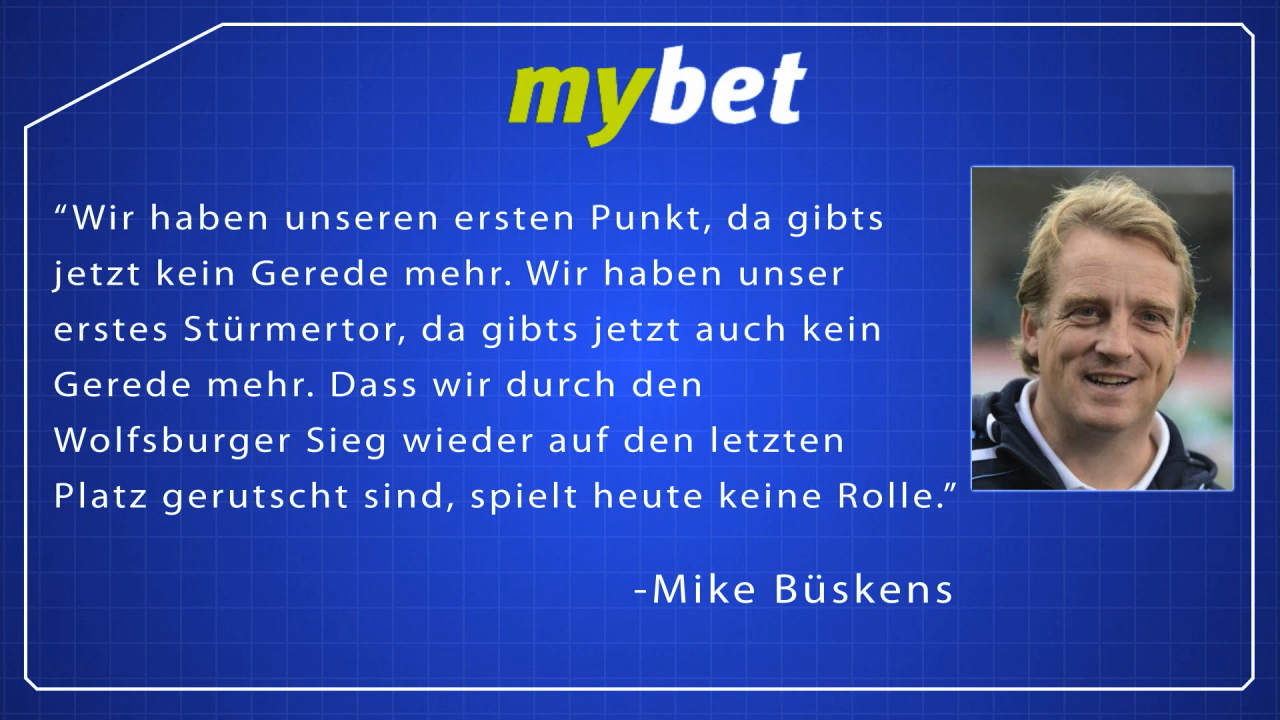 mybet
“Wir haben unseren ersten Punkt, da gibts
jetzt kein Gerede mehr. Wir haben unser
erstes Stürmertor, da gibts jetzt auch kein
Gerede mehr. Dass wir durch den
Wolfsburger Sieg wieder auf den letzten
Platz gerutscht sind, spielt heute keine Rolle.”
-Mike Büskens